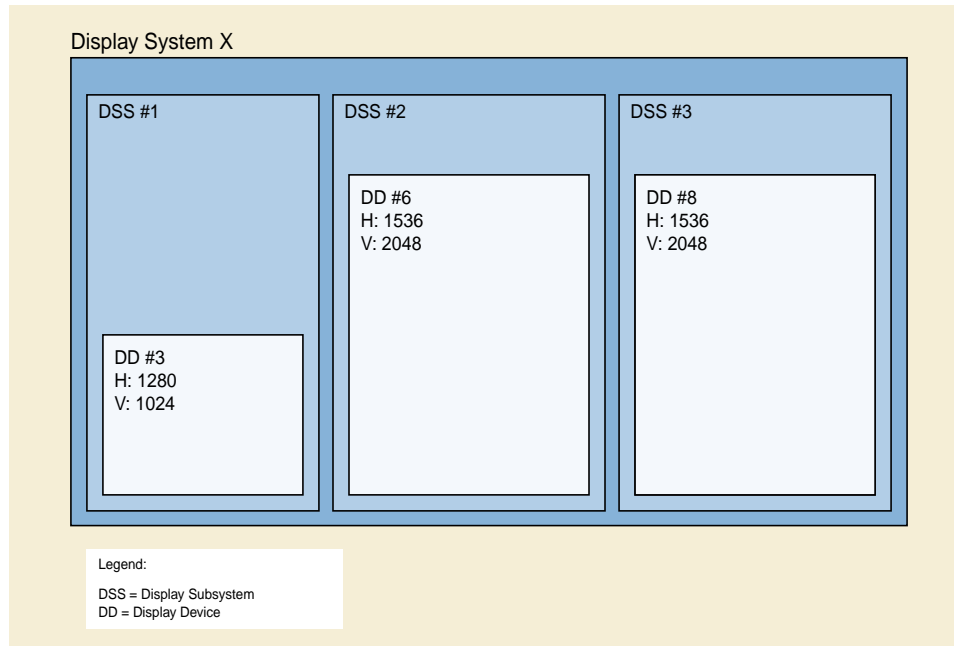 Display System X
DSS #1
DSS #2
DSS #3
DD #6
H: 1536
V: 2048
DD #8
H: 1536
V: 2048
DD #3
H: 1280
V: 1024
Legend:
DSS = Display Subsystem
DD = Display Device